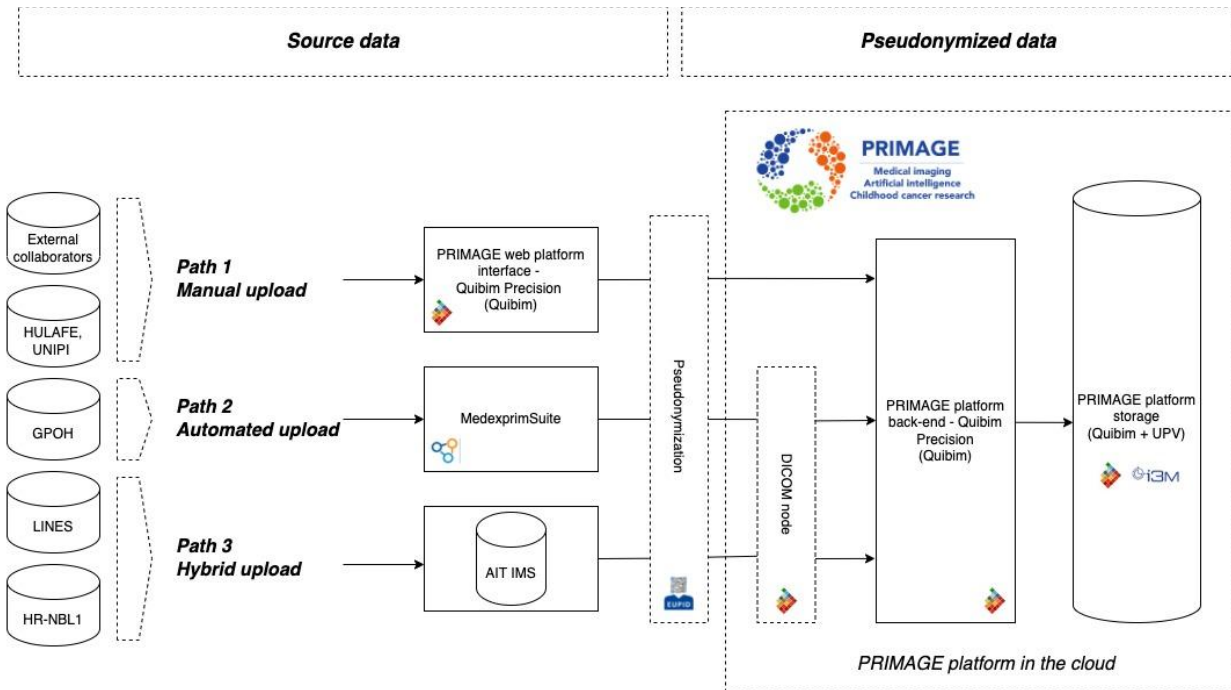 Source data
Pseudonymized data
PRIMAGE
Medical imaging
Artificial intelligence
Childhood cancer research
External
collaborators
HULAFE,
UNIPI
GPOH
LINES
HR-NBL1
Path 1
Manual upload
Path 2
Automated upload
Path 3
Hybrid upload
PRIMAGE web platform
interface -
Quibim Precision
(Quibim)
MedexprimSuite
AIT IMS
Pseudonymization
EUPID
DICOM node
PRIMAGE platform
back-end - Quibim
Precision
(Quibim)
PRIMAGE platform
storage
(Quibim + UPV)
i3M
PRIMAGE platform in the cloud